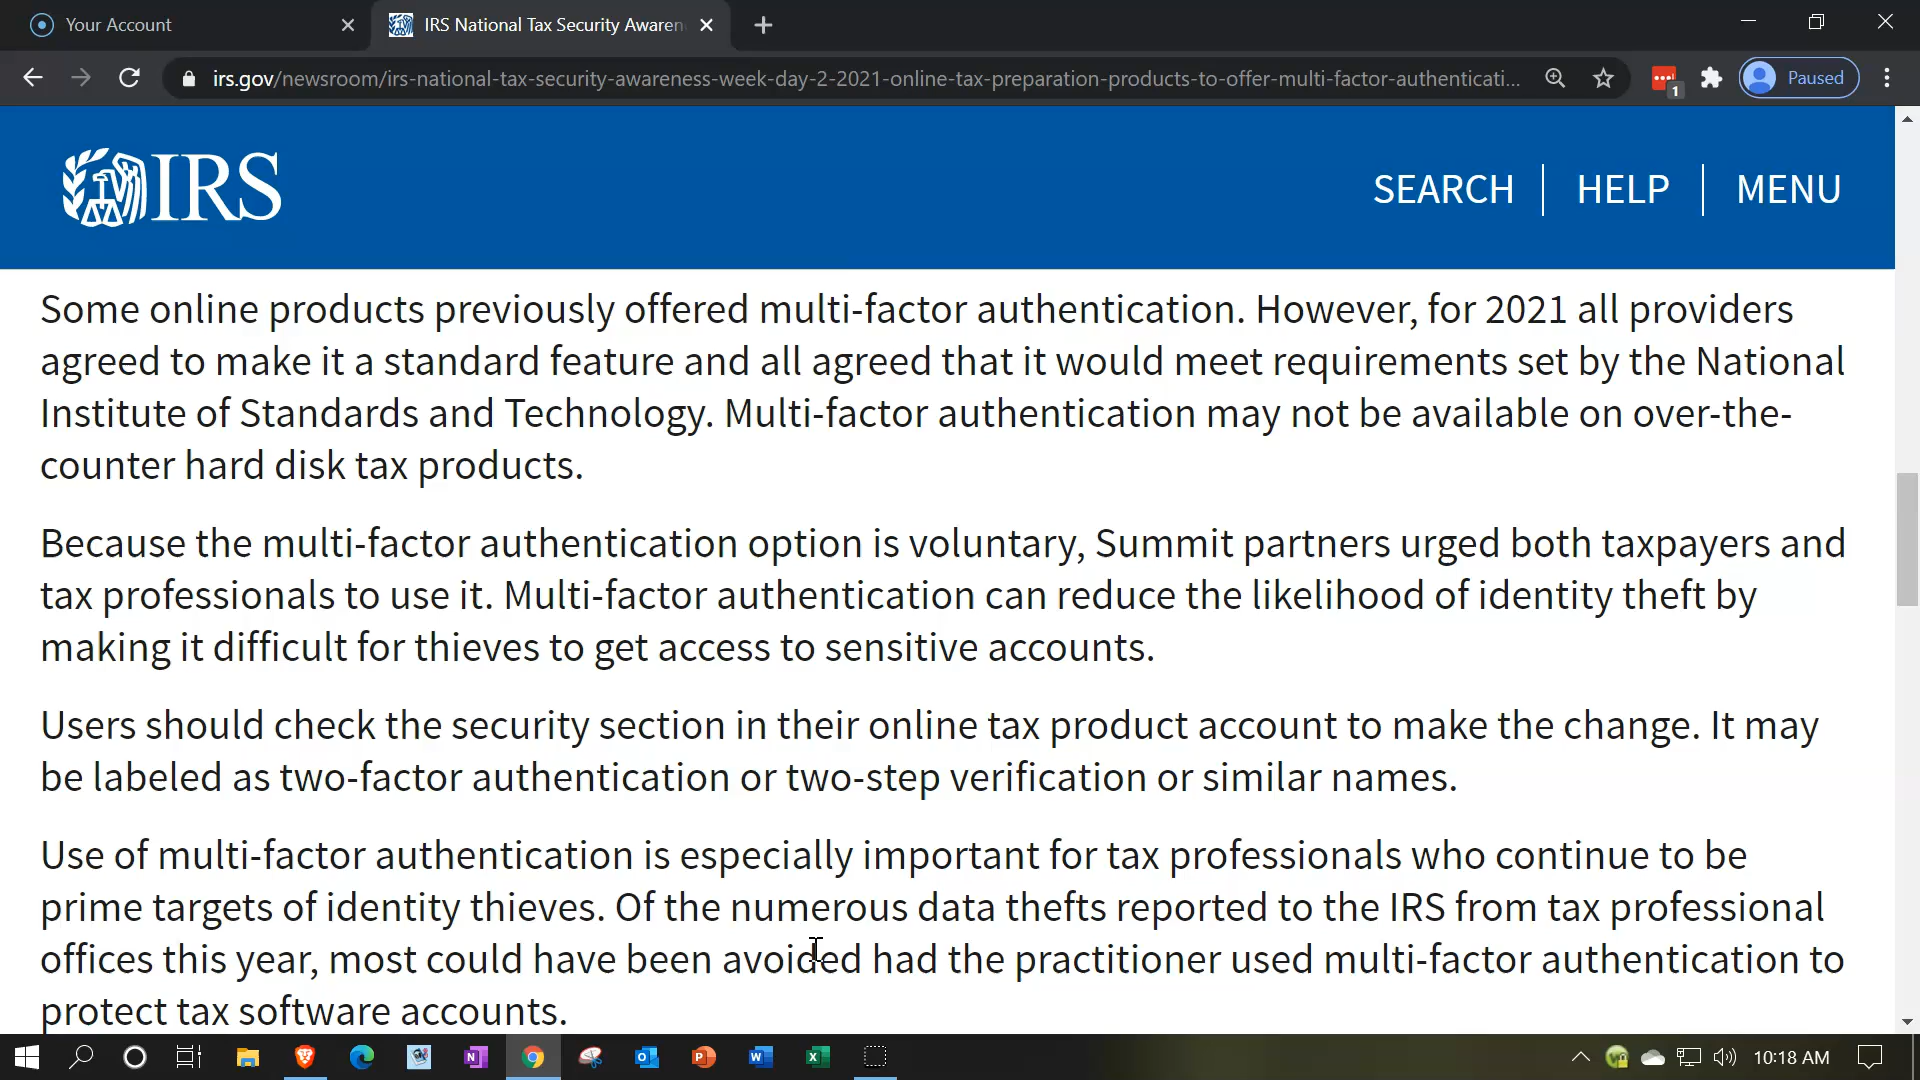 Your Account
IRS National Tax Security Awaren
irs.gov/newsroom/irs-national-tax-security-awareness-week-day-2-2021-online-tax-preparation-products-to-offer-multi-factor-authenticati...
1
Paused
IRS
SEARCH
HELP
MENU
Some online products previously offered multi-factor authentication. However, for 2021 all providers
agreed to make it a standard feature and all agreed that it would meet requirements set by the National
Institute of Standards and Technology. Multi-factor authentication may not be available on over-the-
counter hard disk tax products.
Because the multi-factor authentication option is voluntary, Summit partners urged both taxpayers and
tax professionals to use it. Multi-factor authentication can reduce the likelihood of identity theft by
making it difficult for thieves to get access to sensitive accounts.
Users should check the security section in their online tax product account to make the change. It may
be labeled as two-factor authentication or two-step verification or similar names.
Use of multi-factor authentication is especially important for tax professionals who continue to be
prime targets of identity thieves. Of the numerous data thefts reported to the IRS from tax professional
offices this year, most could have been avoided had the practitioner used multi-factor authentication to
protect tax software accounts.
10:18 AM